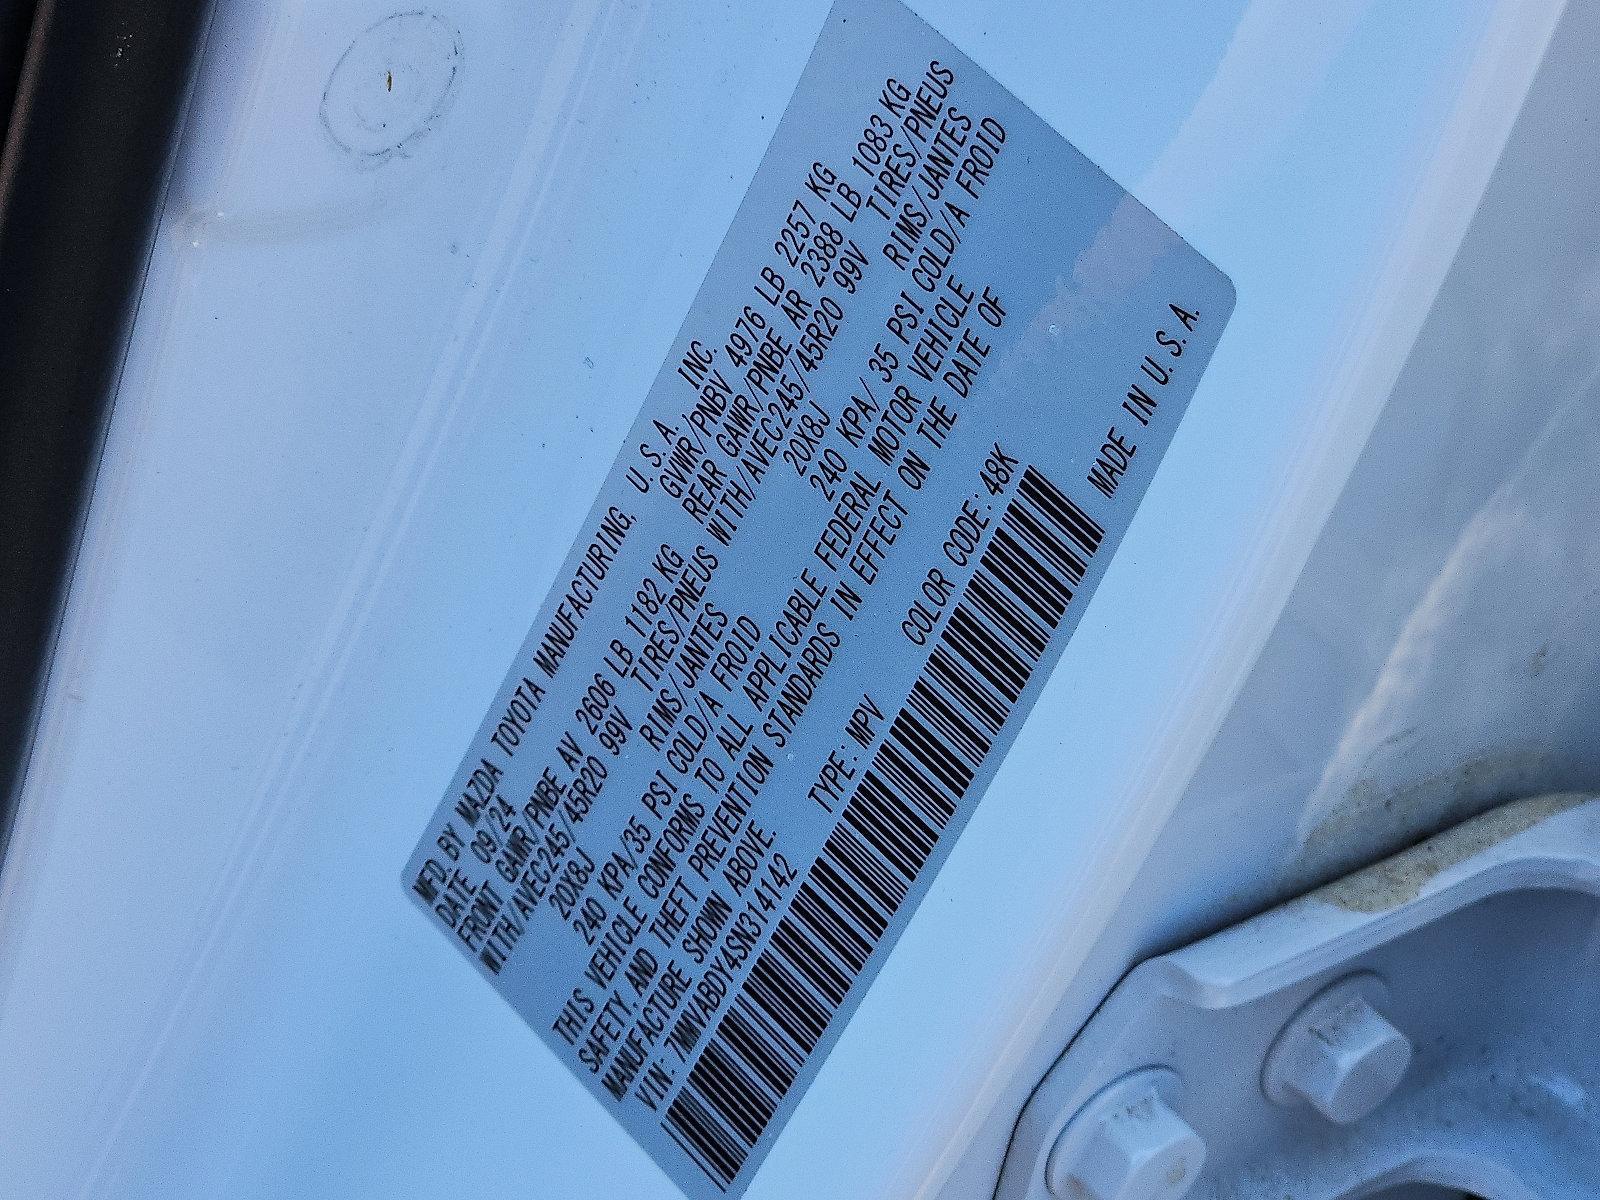 MFD. BY MAZDA TOYOTA MANUFACTURING, U. S. A. INC.
DATE 09/24 GVWR/PNBV 4976 LB 2257 KG
FRONT GAWR/PNBE AV 2606 LB 1182 KG REAR GAWR/PNBE AR 2388 LB 1083 KG
WITH/AVEC245/45R20 99V TIRES/PNEUS WITH/AVEC245/45R20 99V TIRES/PNEUS
20X8J RIMS/JANTES 20X8J RIMS/JANTES
240 KPA/35 PSI COLD/A FROID 240 KPA/ 35 PSI COLD/A FROID
THIS VEHICLE CONFORMS TO ALL APPLICABLE FEDERAL MOTOR VEHICLE
SAFETY, AND THEFT PREVENTION STANDARDS IN EFFECT ON THE DATE OF
MANUFACTURE SHOWN ABOVE.
VIN: 7MMVABDY4SN314142 TYPE: MPV COLOR CODE: 48K
MADE IN U. S. A.